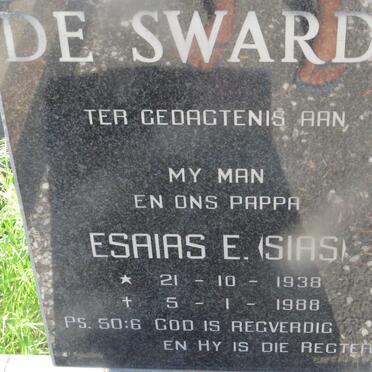 DE SWARD
TER GEDAGTENIS AAN
MY MAN
EN ONS PAPPA
ESAIAS E. (SIAS)
* 21 - 10 - 1938
† 5 - 1 - 1988
PS. 50:6 GOD IS REGVERDIG
EN HY IS DIE REGTER